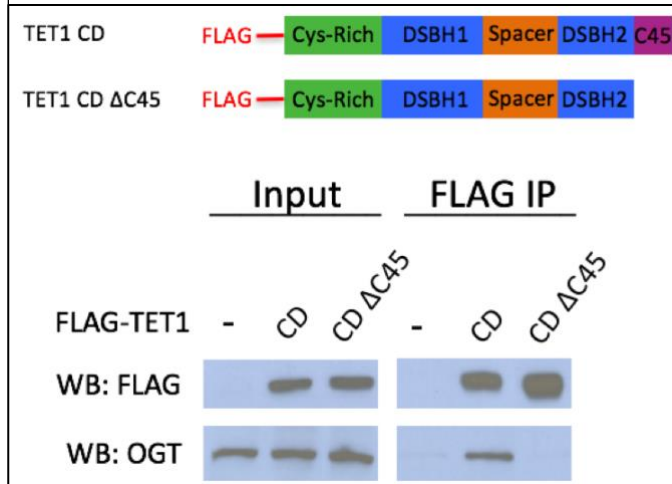 TET1 CD FLAG Cys-Rich DSBH1 Spacer DSBH2 C45
TET1 CD ΔC45 FLAG Cys-Rich DSBH1 Spacer DSBH2
Input FLAG IP
FLAG-TET1 - CD CD ΔC45 - CD CD ΔC45
WB: FLAG
WB: OGT